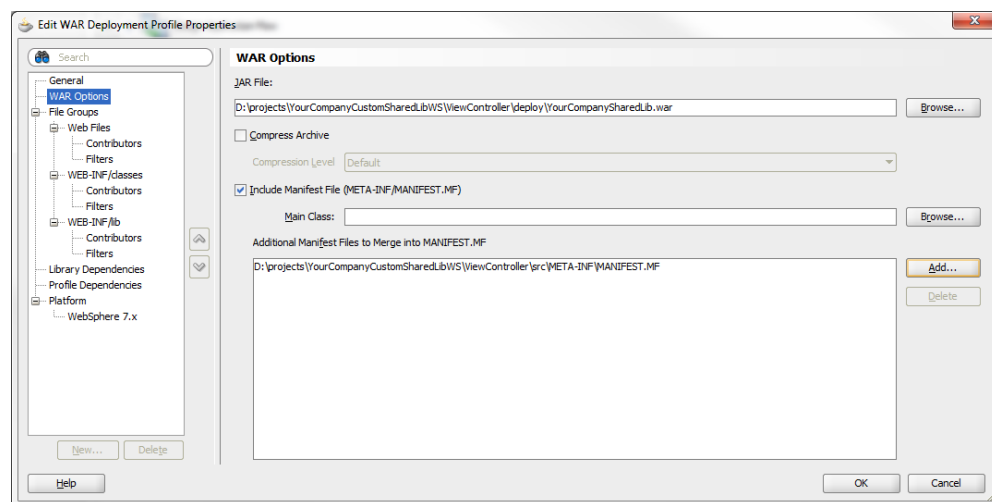 Edit WAR Deployment Profile Properties
Search
General
WAR Options
File Groups
Web Files
Contributors
Filters
WEB-INF/classes
Contributors
Filters
WEB-INF/lib
Contributors
Filters
Library Dependencies
Profile Dependencies
Platform
WebSphere 7.x
New...
Delete
WAR Options
JAR File:
D:\projects\YourCompanyCustomSharedLibWS\ViewController\deploy\YourCompanySharedLib.war
Browse...
Compress Archive
Compression Level
Default
Include Manifest File (META-INF/MANIFEST.MF)
Main Class:
Browse...
Additional Manifest Files to Merge into MANIFEST.MF
D:\projects\YourCompanyCustomSharedLibWS\ViewController\src\META-INF\MANIFEST.MF
Add...
Delete
Help
OK
Cancel